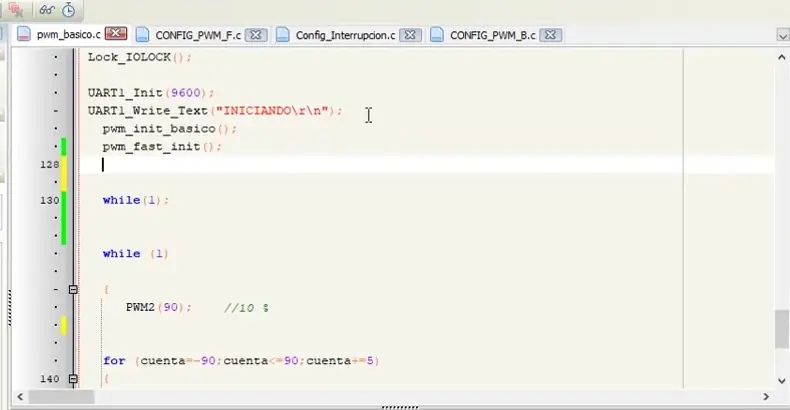 pwm_basico.c CONFIG_PWM_F.c Config_Interrupcion.c CONFIG_PWM_B.c
Lock_IOLOCK();
UART1_Init(9600);
UART1_Write_Text("INICIANDO\r\n");
pwm_init_basico();
pwm_fast_init();
128
130 while(1);
while (1)
{
PWM2(90); //10 %
for (cuenta=-90;cuenta<=90;cuenta+=5)
140 {